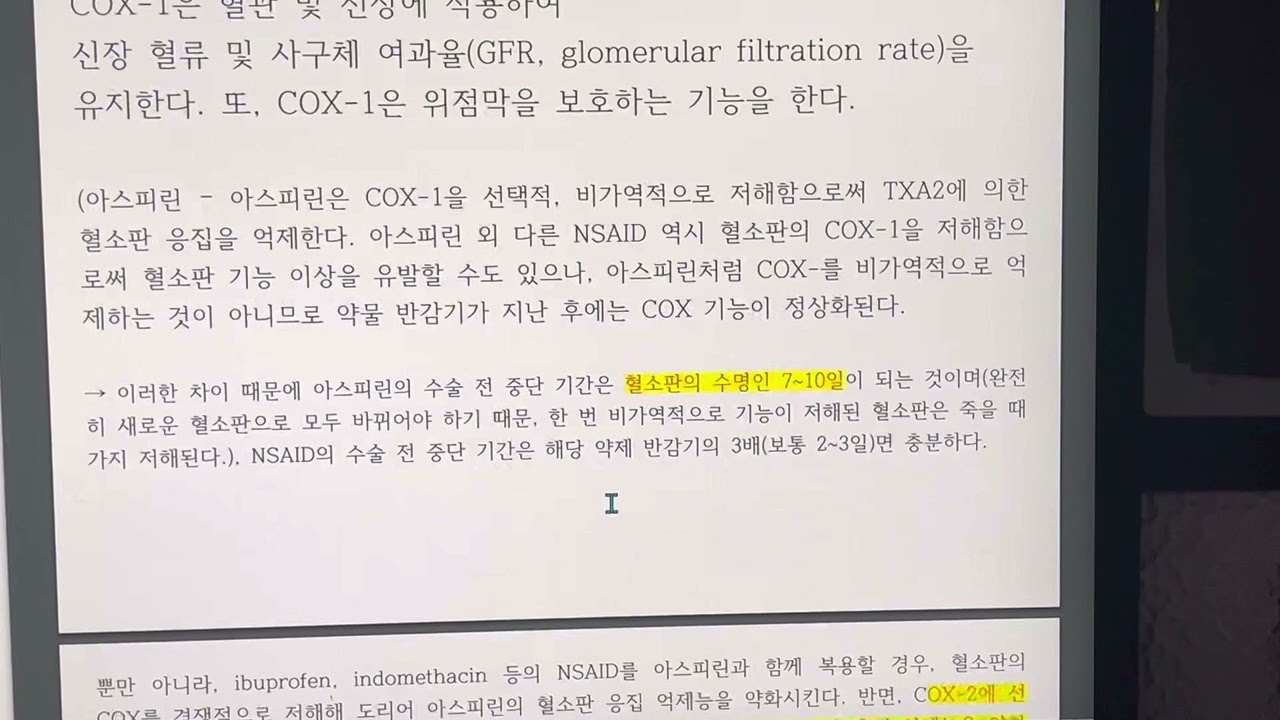 COX-1은 혈관 및 신장에 작용하여
신장 혈류 및 사구체 여과율(GFR, glomerular filtration rate)을
유지한다. 또, COX-1은 위점막을 보호하는 기능을 한다.
(아스피린 - 아스피린은 COX-1을 선택적, 비가역적으로 저해함으로써 TXA2에 의한
혈소판 응집을 억제한다. 아스피린 외 다른 NSAID 역시 혈소판의 COX-1을 저해함으
로써 혈소판 기능 이상을 유발할 수도 있으나, 아스피린처럼 COX-를 비가역적으로 억
제하는 것이 아니므로 약물 반감기가 지난 후에는 COX 기능이 정상화된다.
→ 이러한 차이 때문에 아스피린의 수술 전 중단 기간은 혈소판의 수명인 7~10일이 되는 것이며(완전
히 새로운 혈소판으로 모두 바뀌어야 하기 때문, 한 번 비가역적으로 기능이 저해된 혈소판은 죽을 때
가지 저해된다.), NSAID의 수술 전 중단 기간은 해당 약제 반감기의 3배(보통 2~3일)면 충분하다.
뿐만 아니라, ibuprofen, indomethacin 등의 NSAID를 아스피린과 함께 복용할 경우, 혈소판의
COX를 경쟁적으로 저해해 도리어 아스피린의 혈소판 응집 억제능을 약화시킨다. 반면, COX-2에 선